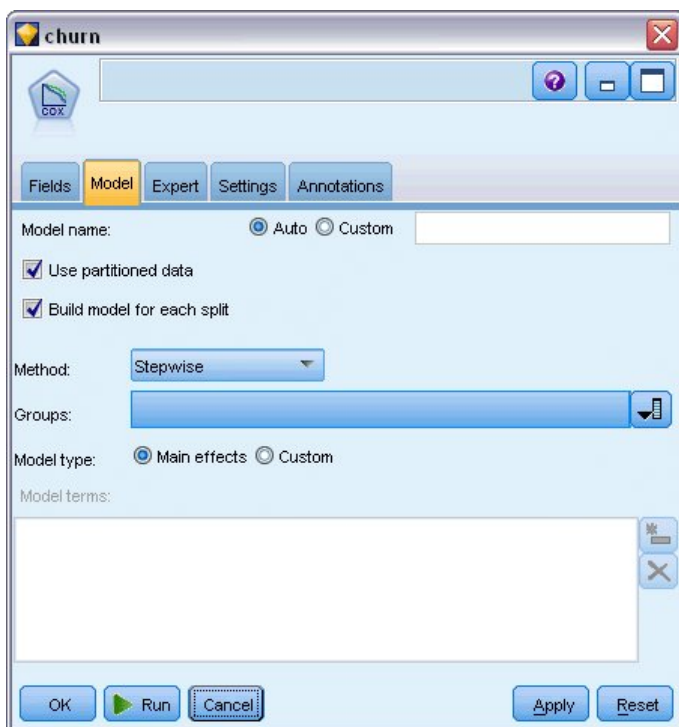 churn
COX
?
Fields Model Expert Settings Annotations
Model name: Auto Custom
Use partitioned data
Build model for each split
Method: Stepwise
Groups:
Model type: Main effects Custom
Model terms:
OK Run Cancel Apply Reset